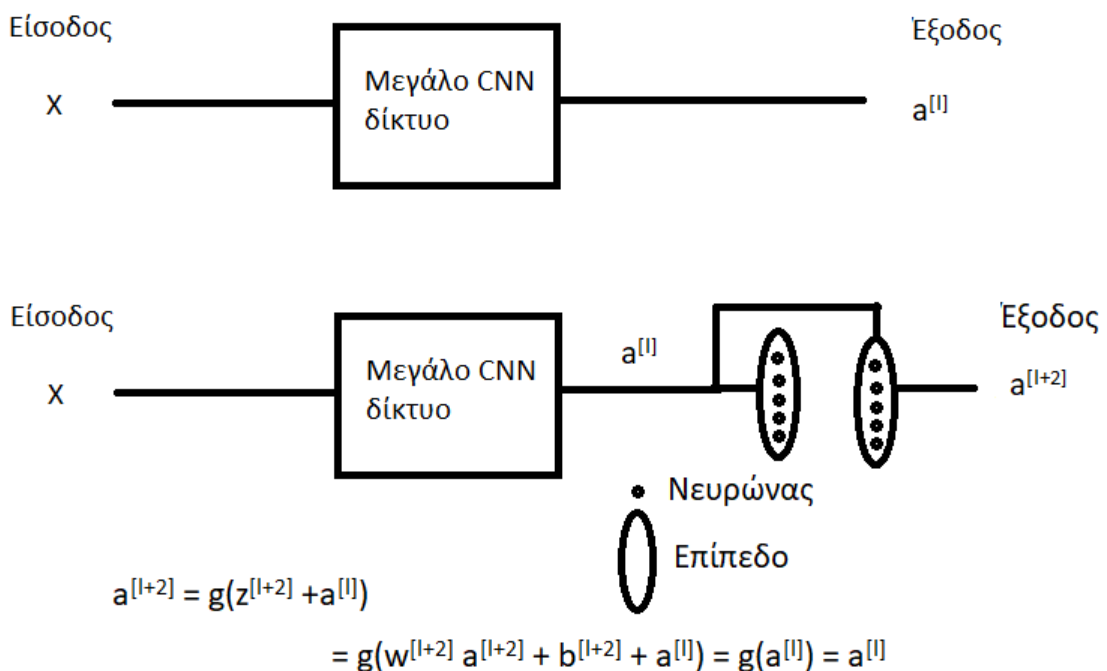 Είσοδος
Έξοδος
Μεγάλο CNN
δίκτυο
X
a^[l]
Είσοδος
Έξοδος
a^[l]
Μεγάλο CNN
δίκτυο
X
a^[l+2]
Νευρώνας
Επίπεδο
a^[l+2] = g(z^[l+2] +a^[l])
= g(w^[l+2] a^[l+2] + b^[l+2] + a^[l]) = g(a^[l]) = a^[l]